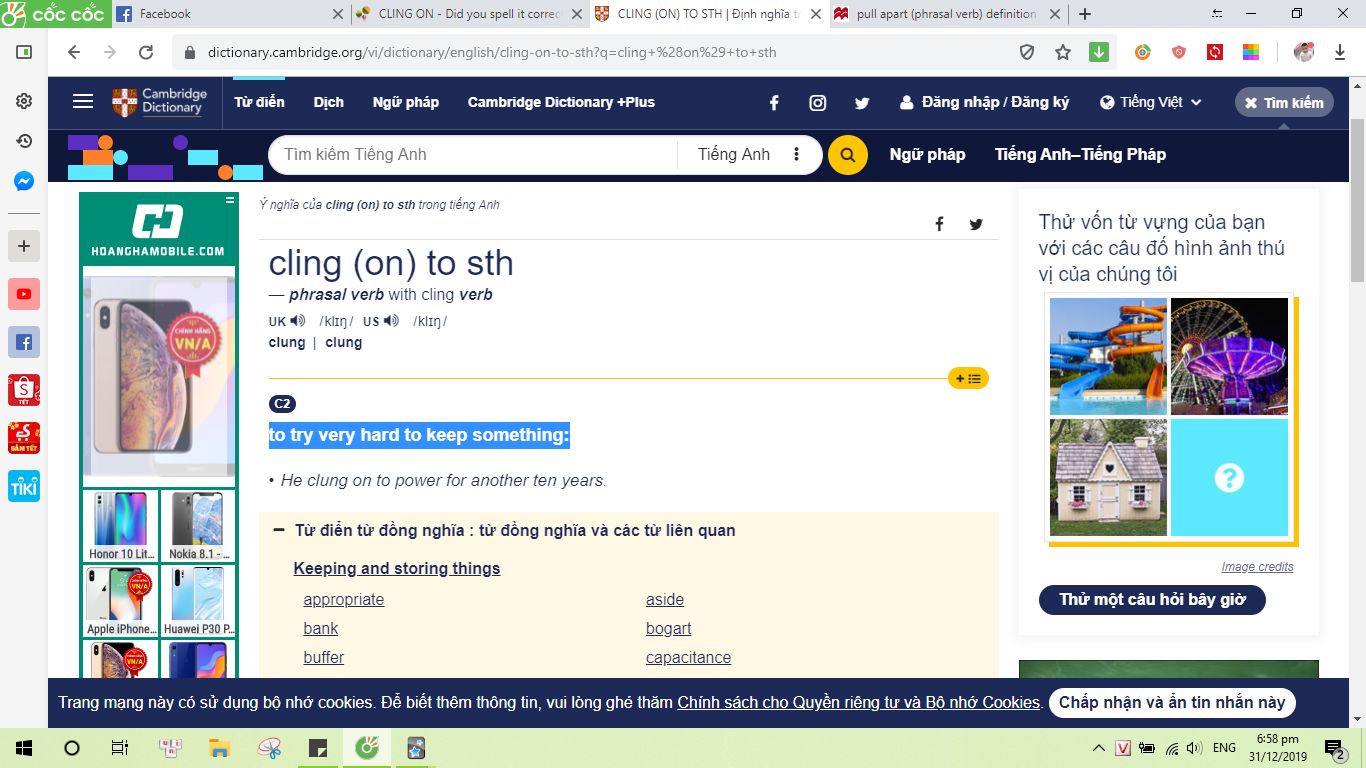 cốc cốc
Facebook
CLING ON - Did you spell it correc
CLING (ON) TO STH | Định nghĩa t
pull apart (phrasal verb) definition
dictionary.cambridge.org/vi/dictionary/english/cling-on-to-sth?q=cling+%28on%29+to+sth
Cambridge
Dictionary
Từ điển
Dịch
Ngữ pháp
Cambridge Dictionary +Plus
Đăng nhập / Đăng ký
Tiếng Việt
Tìm kiếm
Tìm kiếm Tiếng Anh
Tiếng Anh
Ngữ pháp
Tiếng Anh–Tiếng Pháp
HOANGHAMOBILE.COM
CHÍNH HÃNG
VN/A
Honor 10 Lit...
Nokia 8.1 - ...
Apple iPhone...
Huawei P30 P...
Ý nghĩa của cling (on) to sth trong tiếng Anh
cling (on) to sth
— phrasal verb with cling verb
UK /klɪŋ/ US /klɪŋ/
clung | clung
C2
to try very hard to keep something:
• He clung on to power for another ten years.
Từ điển từ đồng nghĩa : từ đồng nghĩa và các từ liên quan
Keeping and storing things
appropriate
aside
bank
bogart
buffer
capacitance
Thử vốn từ vựng của bạn
với các câu đố hình ảnh thú
vị của chúng tôi
?
Image credits
Thử một câu hỏi bây giờ
TẾT
SẮM TẾT
TIKI
Trang mạng này có sử dụng bộ nhớ cookies. Để biết thêm thông tin, vui lòng ghé thăm Chính sách cho Quyền riêng tư và Bộ nhớ Cookies.
Chấp nhận và ẩn tin nhắn này
V
ENG
6:58 pm
31/12/2019
2